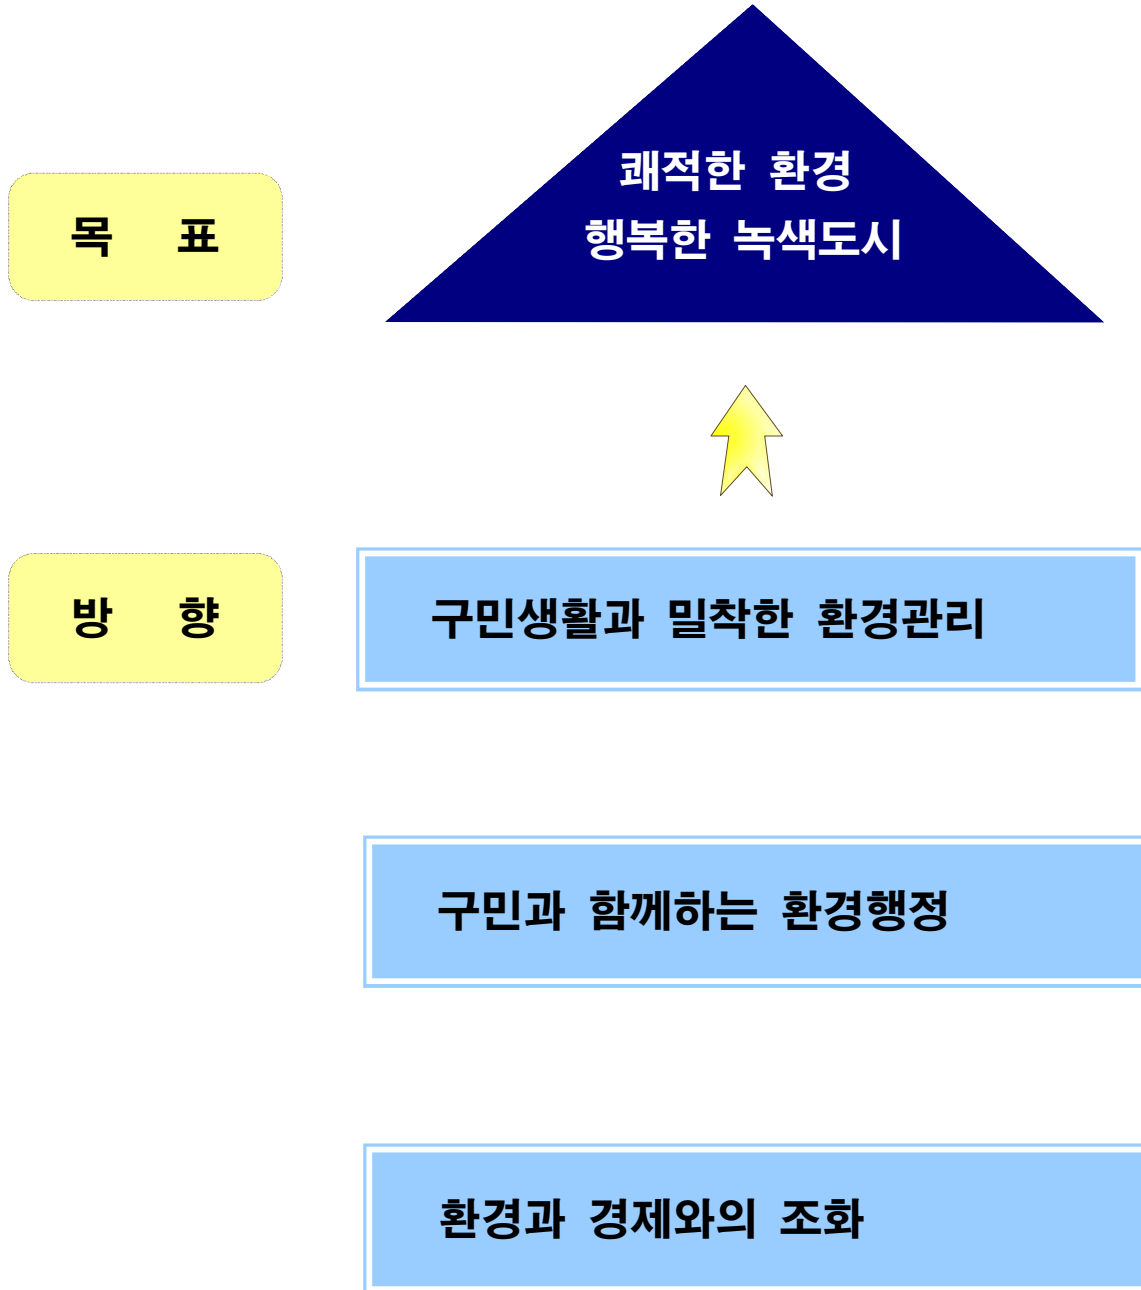 쾌적한 환경
행복한 녹색도시
목 표
방 향
구민생활과 밀착한 환경관리
구민과 함께하는 환경행정
환경과 경제와의 조화